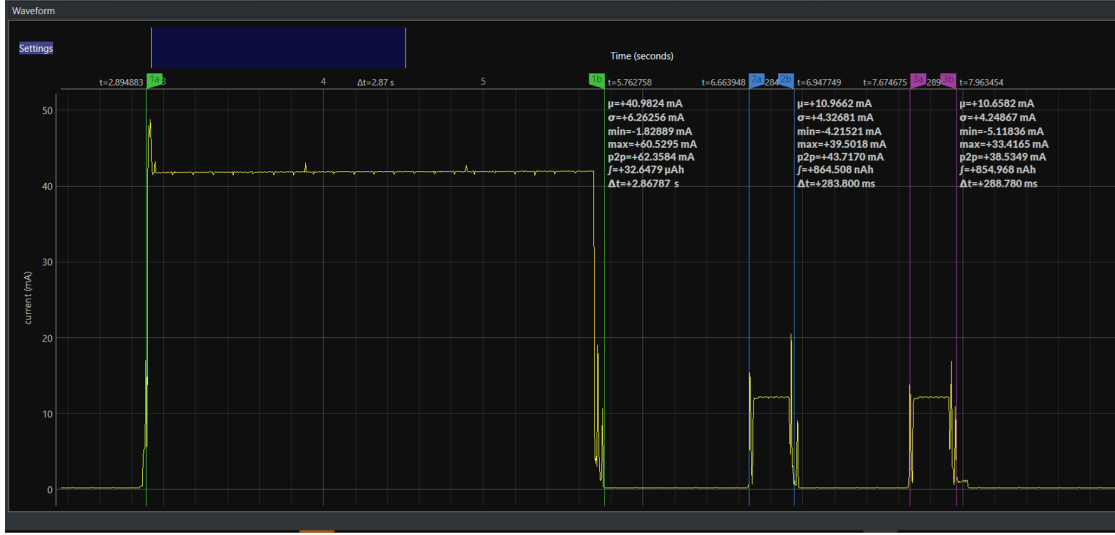 Waveform
Settings
Time (seconds)
t=2.894883 1a 3 4 Δt=2.87 s 5 1b t=5.762758 t=6.663948 2a 284 2b t=6.947749 t=7.674675 3a 289 3b t=7.963454
μ=+40.9824 mA
σ=+6.26256 mA
min=-1.82889 mA
max=+60.5295 mA
p2p=+62.3584 mA
∫=+32.6479 μAh
Δt=+2.86787 s
μ=+10.9662 mA
σ=+4.32681 mA
min=-4.21521 mA
max=+39.5018 mA
p2p=+43.7170 mA
∫=+864.508 nAh
Δt=+283.800 ms
μ=+10.6582 mA
σ=+4.24867 mA
min=-5.11836 mA
max=+33.4165 mA
p2p=+38.5349 mA
∫=+854.968 nAh
Δt=+288.780 ms
50
40
30
20
10
0
current (mA)